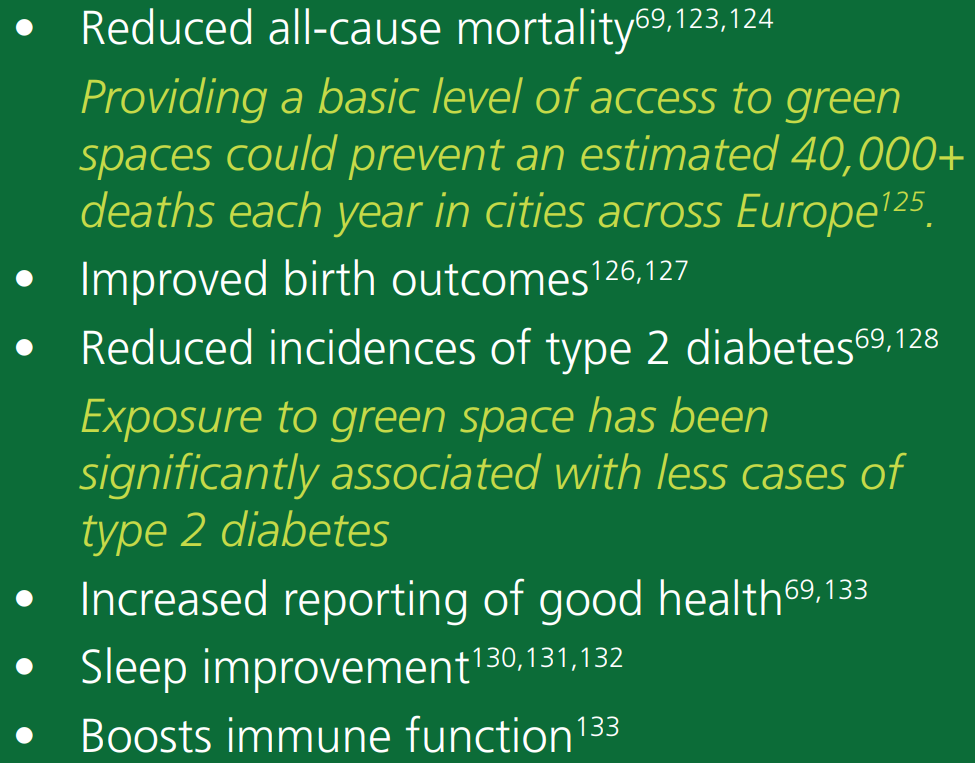 • Reduced all-cause mortality69,123,124
Providing a basic level of access to green
spaces could prevent an estimated 40,000+
deaths each year in cities across Europe125.
• Improved birth outcomes126,127
• Reduced incidences of type 2 diabetes69,128
Exposure to green space has been
significantly associated with less cases of
type 2 diabetes
• Increased reporting of good health69,133
• Sleep improvement130,131,132
• Boosts immune function133